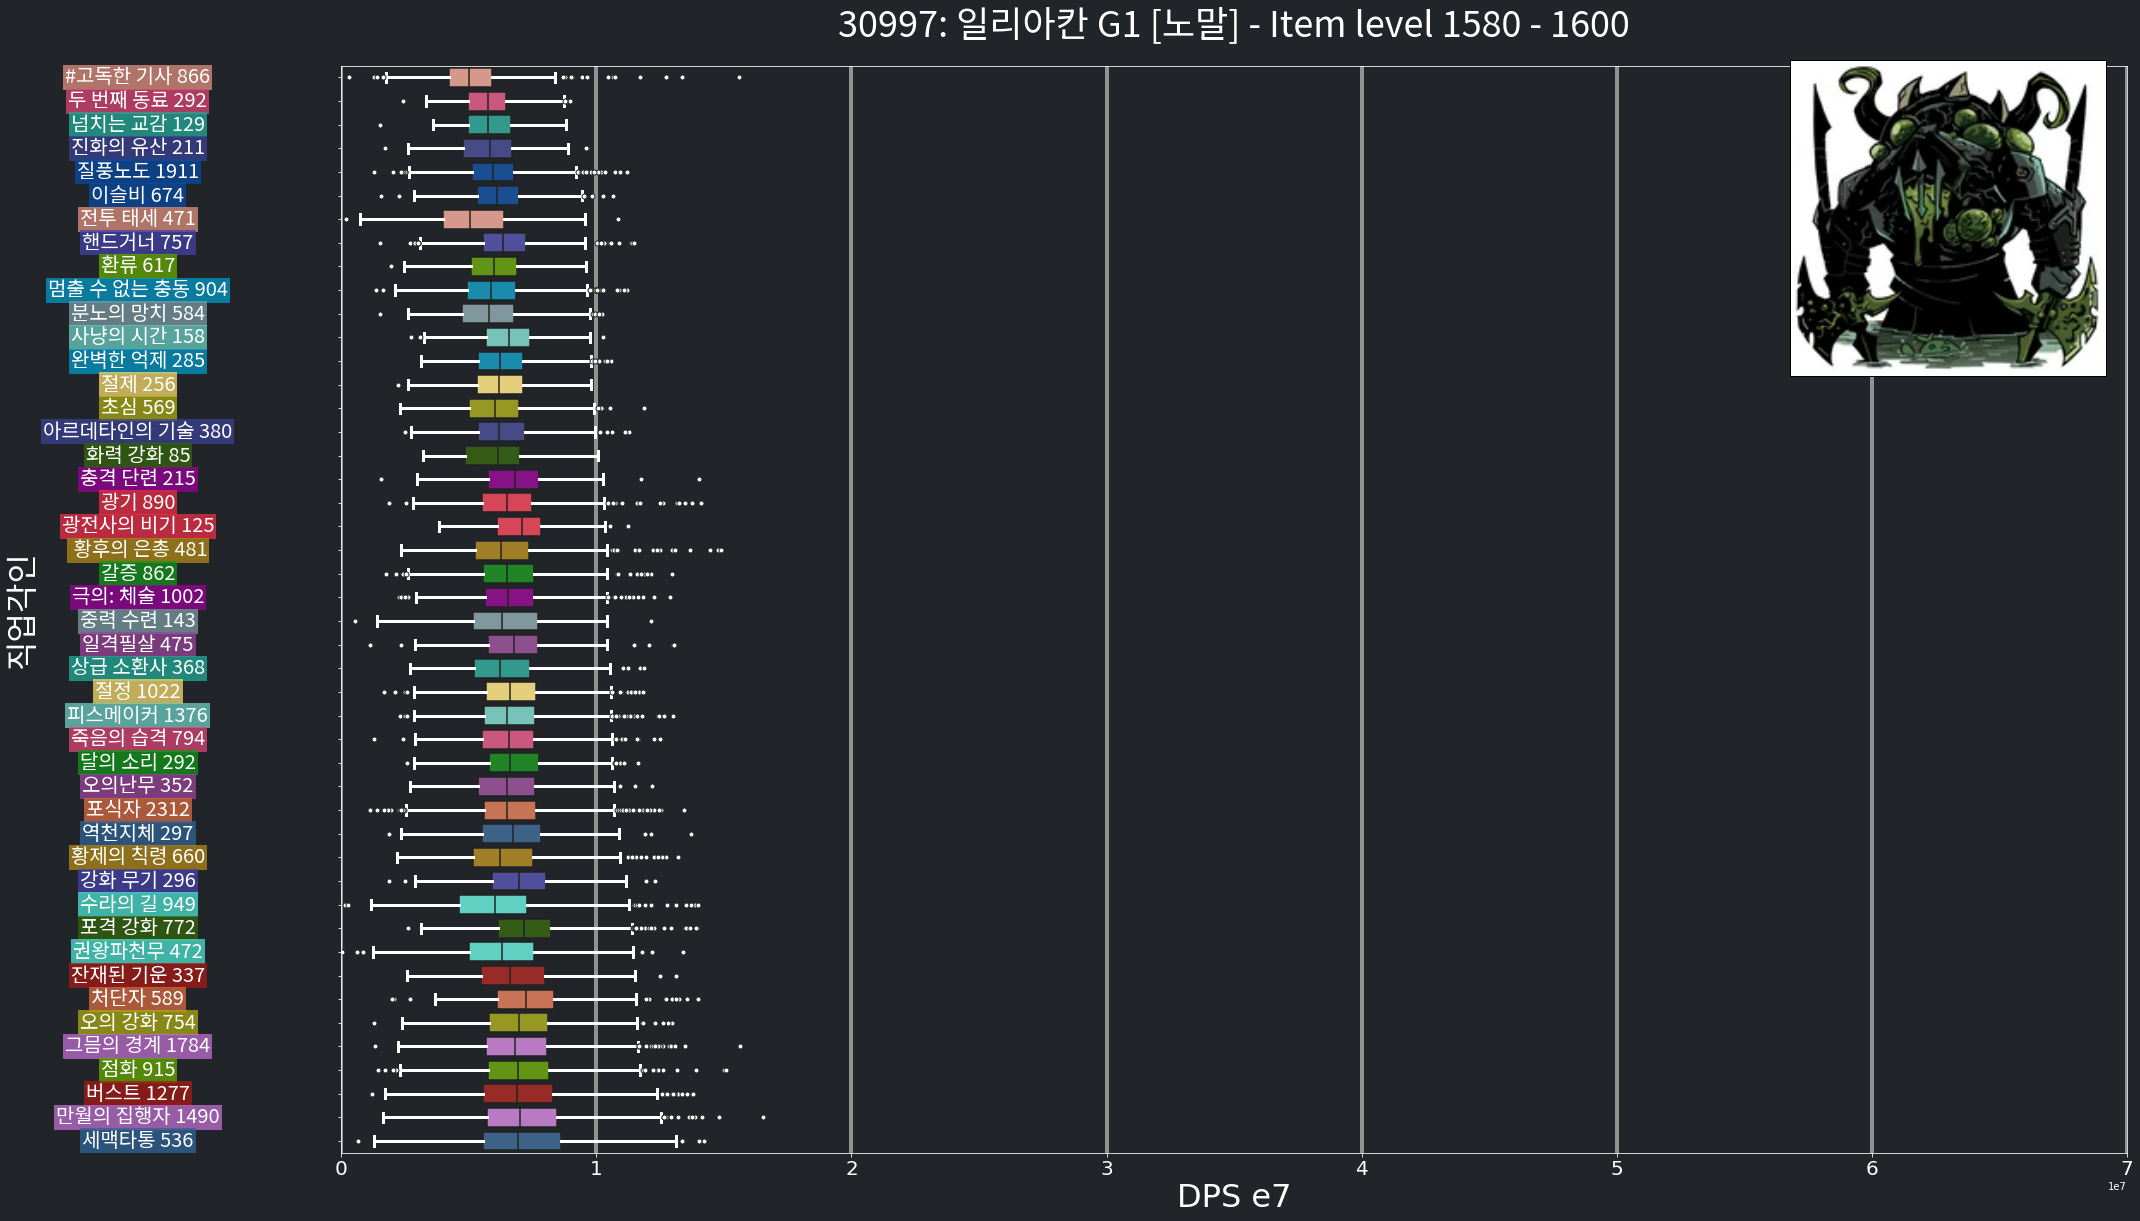 30997: 일리아칸 G1 [노말] - Item level 1580 - 1600
직업각인
#고독한 기사 866
두 번째 동료 292
넘치는 교감 129
진화의 유산 211
질풍노도 1911
이슬비 674
전투 태세 471
핸드거너 757
환류 617
멈출 수 없는 충동 904
분노의 망치 584
사냥의 시간 158
완벽한 억제 285
절제 256
초심 569
아르데타인의 기술 380
화력 강화 85
충격 단련 215
광기 890
광전사의 비기 125
황후의 은총 481
갈증 862
극의: 체술 1002
중력 수련 143
일격필살 475
상급 소환사 368
절정 1022
피스메이커 1376
죽음의 습격 794
달의 소리 292
오의난무 352
포식자 2312
역천지체 297
황제의 칙령 660
강화 무기 296
수라의 길 949
포격 강화 772
권왕파천무 472
잔재된 기운 337
처단자 589
오의 강화 754
그믐의 경계 1784
점화 915
버스트 1277
만월의 집행자 1490
세맥타통 536
0 1 2 3 4 5 6 7
1e7
DPS e7